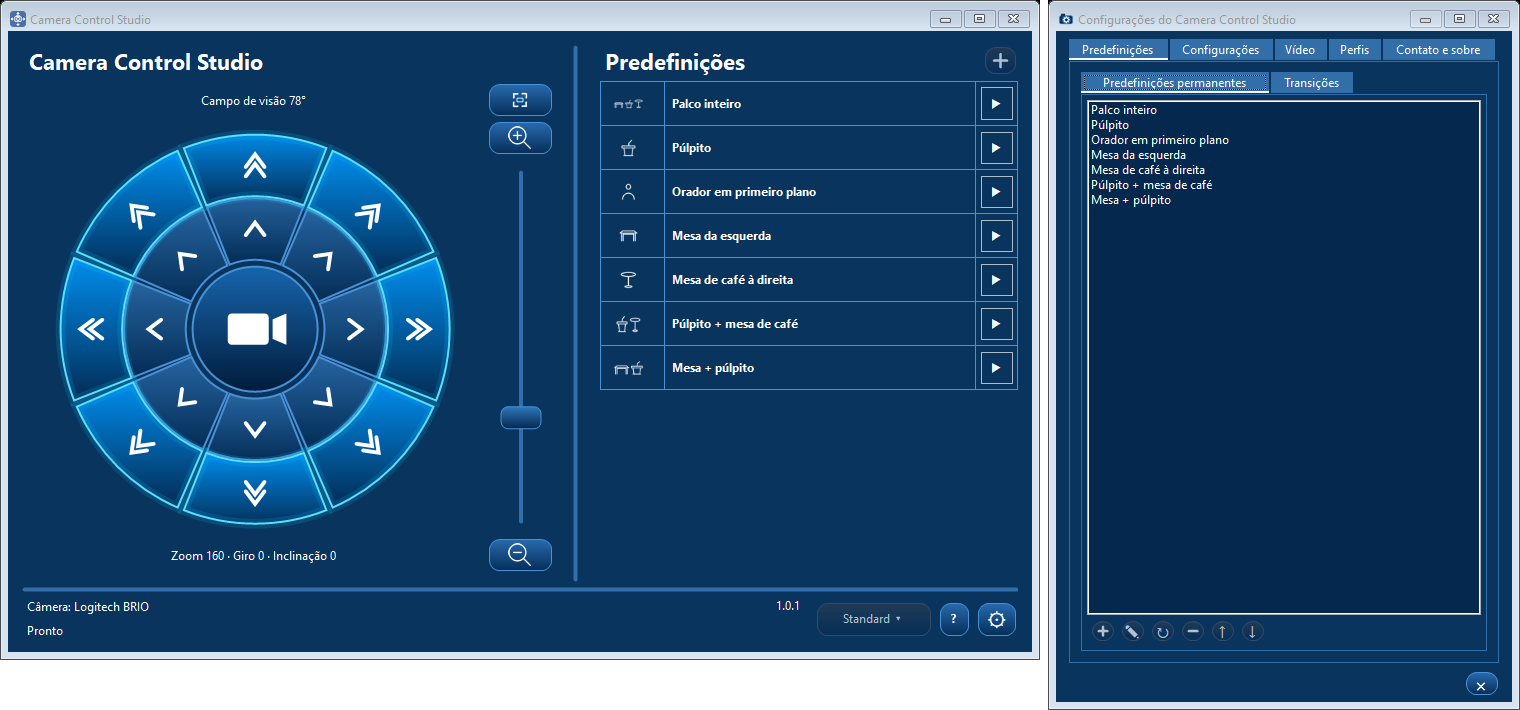 Camera Control Studio
Camera Control Studio
Campo de visão 78°
Zoom 160 · Giro 0 · Inclinação 0
Predefinições
Palco inteiro
Púlpito
Orador em primeiro plano
Mesa da esquerda
Mesa de café à direita
Púlpito + mesa de café
Mesa + púlpito
Câmera: Logitech BRIO
Pronto
1.0.1
Standard
?
Configurações do Camera Control Studio
Predefinições Configurações Vídeo Perfis Contato e sobre
Predefinições permanentes Transições
Palco inteiro
Púlpito
Orador em primeiro plano
Mesa da esquerda
Mesa de café à direita
Púlpito + mesa de café
Mesa + púlpito